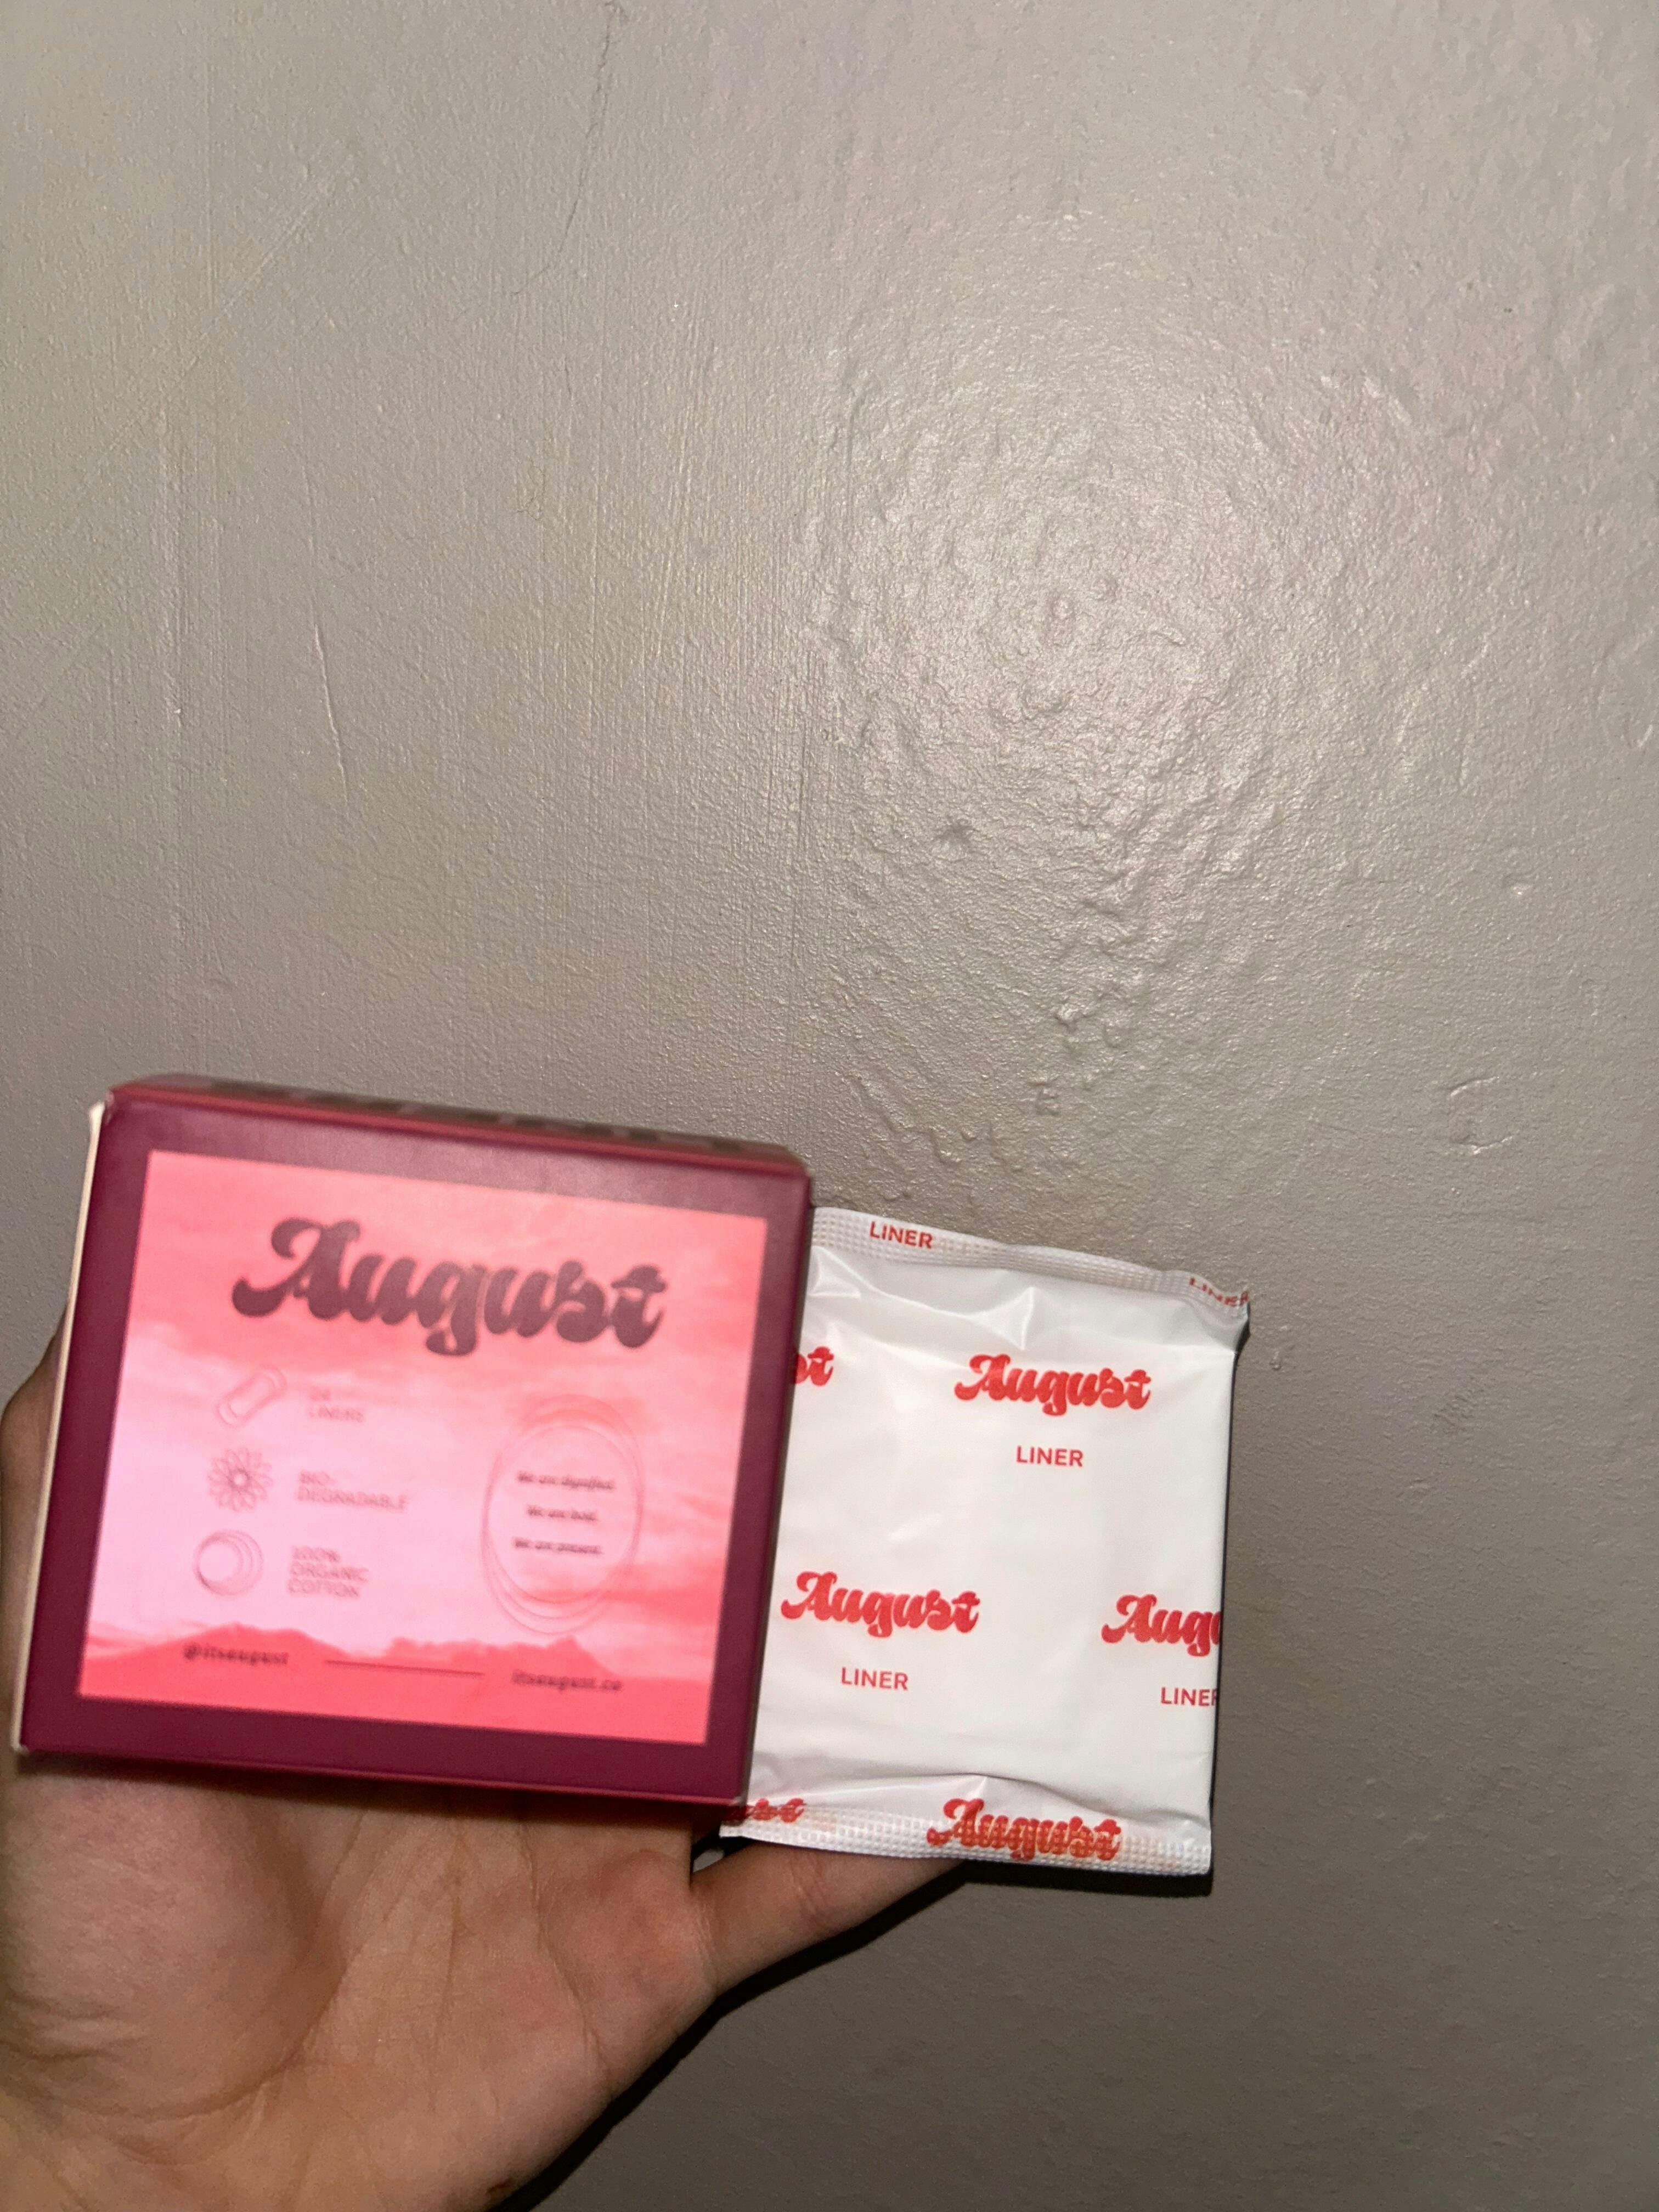 August
24
LINERS
BIO-
DEGRADABLE
100%
ORGANIC
COTTON
We are dignified.
We are bold.
We are present.
@itsaugust
itsaugust.co
LINER
LINER
August
LINER
August
LINER
August